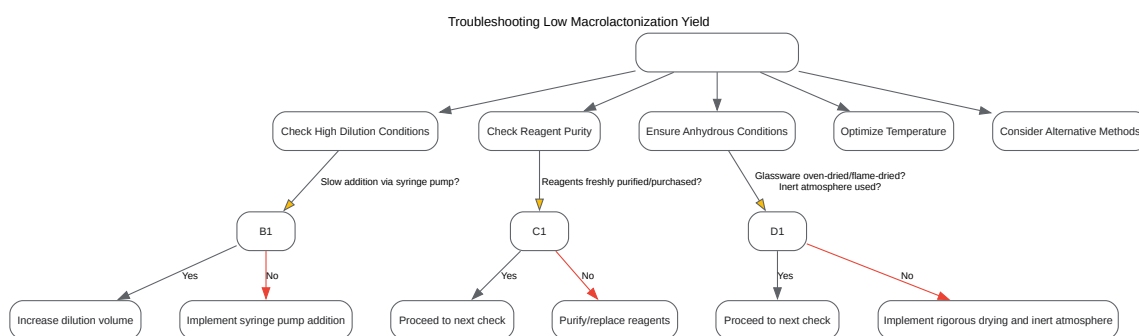 Troubleshooting Low Macrolactonization Yield
Check High Dilution Conditions
Check Reagent Purity
Ensure Anhydrous Conditions
Optimize Temperature
Consider Alternative Methods
Slow addition via syringe pump?
Reagents freshly purified/purchased?
Glassware oven-dried/flame-dried?
Inert atmosphere used?
B1
C1
D1
Yes
No
Yes
No
Yes
No
Increase dilution volume
Implement syringe pump addition
Proceed to next check
Purify/replace reagents
Proceed to next check
Implement rigorous drying and inert atmosphere